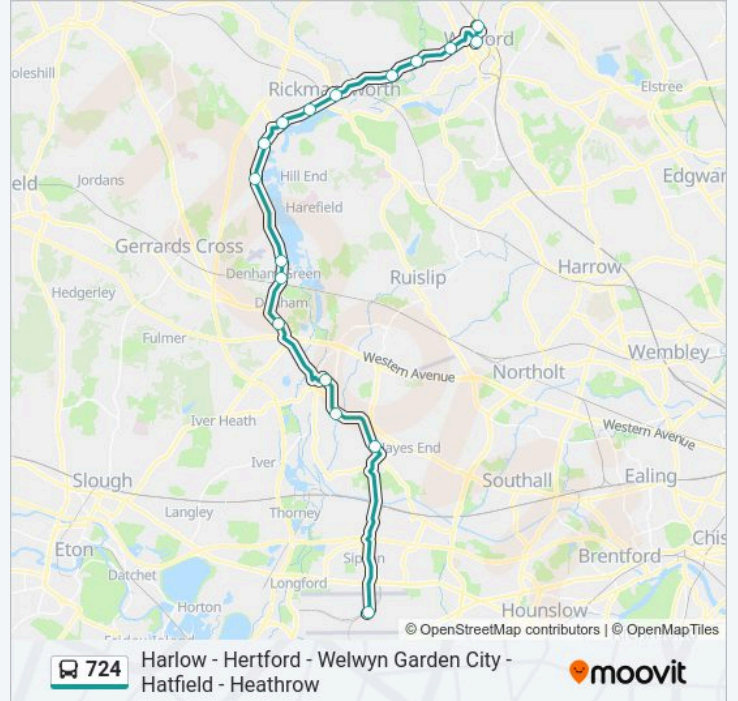 oleshill
Watford
Rickmansworth
Elstree
Jordans
Hill End
eld
Edgwar
Harefield
Gerrards Cross
Denham Green
Ruislip
Harrow
Hedgerley
Denham
Fulmer
Western Avenue
Northolt
Wembley
Iver Heath
Western Avenue
Hayes End
Iver
Slough
Southall
Ealing
Langley
Thorney
Chis
Eton
Sipson
Brentford
Datchet
Longford
Horton
Hounslow
© OpenStreetMap contributors | © OpenMapTiles
724
Harlow - Hertford - Welwyn Garden City -
Hatfield - Heathrow
moovit